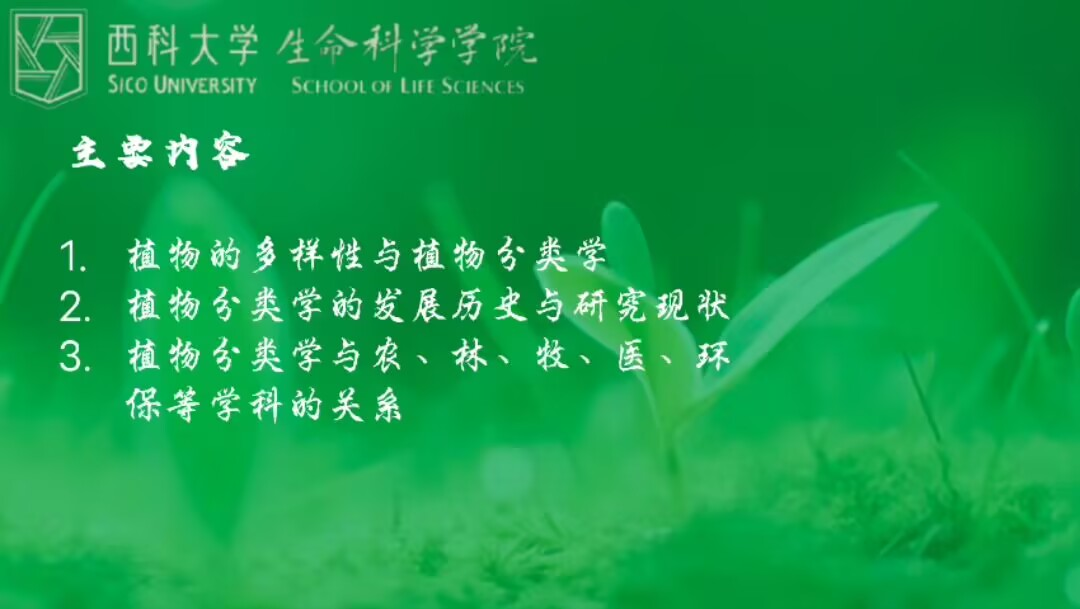 西科大学 生命科学学院
SICO UNIVERSITY SCHOOL OF LIFE SCIENCES
主要内容
1. 植物的多样性与植物分类学
2. 植物分类学的发展历史与研究现状
3. 植物分类学与农、林、牧、医、环
保等学科的关系